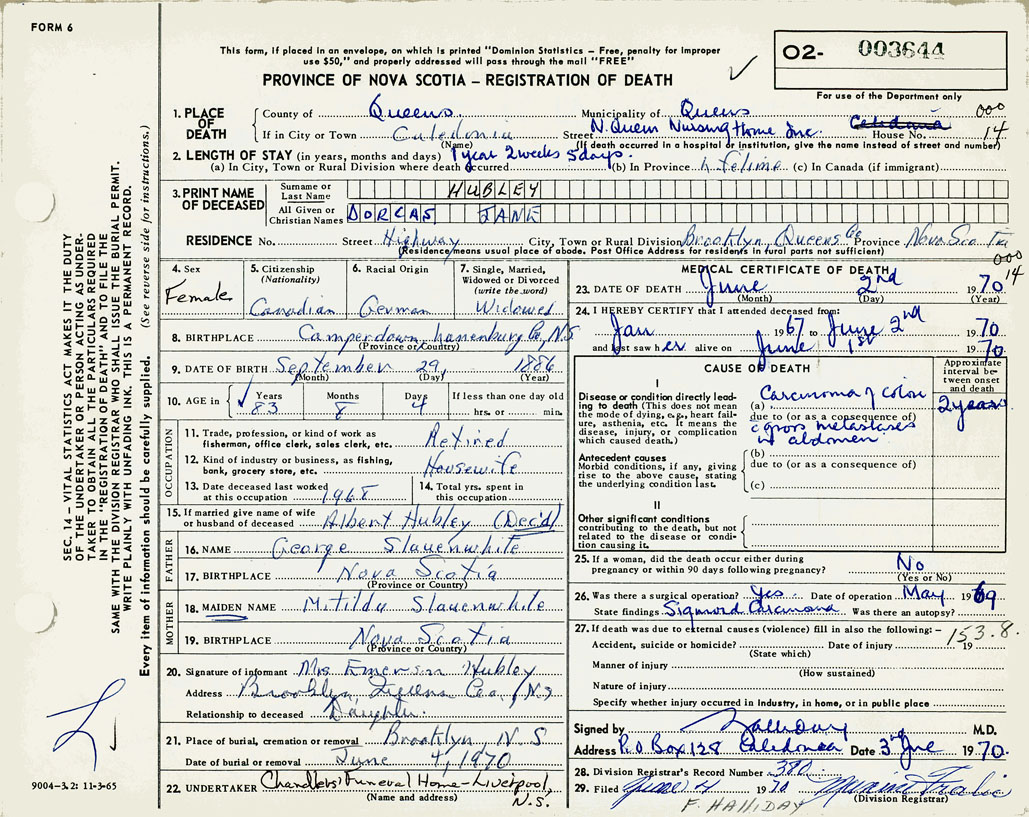 FORM 6
This form, if placed in an envelope, on which is printed "Dominion Statistics – Free, penalty for improper
use $50," and properly addressed will pass through the mail "FREE"
PROVINCE OF NOVA SCOTIA – REGISTRATION OF DEATH
02- 003644
For use of the Department only
000
14
1. PLACE OF DEATH
County of Queens Municipality of Queens
If in City or Town Caledonia Street N. Queen Nursing Home Inc. Caledonia House No.
(Name) (If death occurred in a hospital or institution, give the name instead of street and number)
2. LENGTH OF STAY (in years, months and days) 1 year 2 weeks 5 days.
(a) In City, Town or Rural Division where death occurred (b) In Province Lifetime (c) In Canada (if immigrant)
3. PRINT NAME OF DECEASED
Surname or Last Name HUBLEY
All Given or Christian Names DORCAS JANE
RESIDENCE No. Street Highway City, Town or Rural Division Brooklyn, Queens Co Province Nova Scotia
(Residence means usual place of abode. Post Office Address for residents in rural parts not sufficient)
000
14
4. Sex Female
5. Citizenship (Nationality) Canadian
6. Racial Origin German
7. Single, Married, Widowed or Divorced (write the word) Widowed
8. BIRTHPLACE Camperdown Lunenburg Co, N.S
(Province or Country)
9. DATE OF BIRTH September 29, 1886
(Month) (Day) (Year)
10. AGE in Years 83 Months 8 Days 4 If less than one day old
hrs. or min.
OCCUPATION
11. Trade, profession, or kind of work as
fisherman, office clerk, sales clerk, etc. Retired
12. Kind of industry or business, as fishing,
bank, grocery store, etc. Housewife
13. Date deceased last worked
at this occupation 1968
14. Total yrs. spent in
this occupation
15. If married give name of wife
or husband of deceased Albert Hubley (Dec'd)
FATHER
16. NAME George Slauenwhite
17. BIRTHPLACE Nova Scotia
(Province or Country)
MOTHER
18. MAIDEN NAME Matilda Slauenwhite
19. BIRTHPLACE Nova Scotia
(Province or Country)
20. Signature of informant Mrs Emerson Hubley
Address Brooklyn Queens Co., N.S
Relationship to deceased Daughter.
21. Place of burial, cremation or removal Brooklyn N.S
Date of burial or removal June 4, 1970
22. UNDERTAKER Chandlers' Funeral Home - Liverpool,
(Name and address) N.S.
MEDICAL CERTIFICATE OF DEATH
23. DATE OF DEATH June 2nd 1970
(Month) (Day) (Year)
24. I HEREBY CERTIFY that I attended deceased from:
Jan 1967 to June 2nd 1970
and last saw her alive on June 1st 1970
CAUSE OF DEATH
Approximate interval between onset and death
I
Disease or condition directly leading to death (This does not
mean the mode of dying, e.g., heart failure, asthenia, etc. It means the
disease, injury, or complication which caused death.)
(a) Carcinoma of colon 2 years
due to (or as a consequence of)
c gross metastases
in abdomen
Antecedent causes
Morbid conditions, if any, giving
rise to the above cause, stating
the underlying condition last.
(b)
due to (or as a consequence of)
(c)
II
Other significant conditions
contributing to the death, but not
related to the disease or condition causing it.
25. If a woman, did the death occur either during
pregnancy or within 90 days following pregnancy? No
(Yes or No)
26. Was there a surgical operation? Yes Date of operation May 1969
State findings Sigmoid Carcinoma Was there an autopsy?
27. If death was due to external causes (violence) fill in also the following: – 153.8.
Accident, suicide or homicide? Date of injury 19
(State which)
Manner of injury
(How sustained)
Nature of injury
Specify whether injury occurred in Industry, in home, or in public place
Signed by Halliday M.D.
Address P.O Box 128 Caledonia Date 3rd June 1970.
28. Division Registrar's Record Number 390
29. Filed June 4 1970
(Division Registrar)
F. HALLIDAY
SEC. 14 – VITAL STATISTICS ACT MAKES IT THE DUTY
OF THE UNDERTAKER OR PERSON ACTING AS UNDERTAKER TO OBTAIN ALL THE PARTICULARS REQUIRED
IN THE "REGISTRATION OF DEATH" AND TO FILE THE
SAME WITH THE DIVISION REGISTRAR WHO SHALL ISSUE THE BURIAL PERMIT.
WRITE PLAINLY WITH UNFADING INK. THIS IS A PERMANENT RECORD.
Every item of information should be carefully supplied. (See reverse side for instructions.)
9004–3.2: 11-3-65